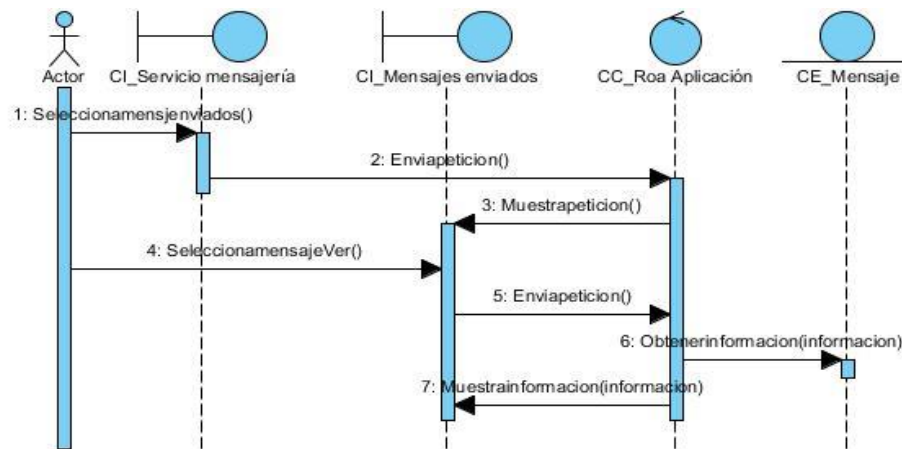 Actor
CI_Servicio mensajería
CI_Mensajes enviados
CC_Roa Aplicación
CE_Mensaje
1: Seleccionamensjenviados()
2: Enviapeticion()
3: Muestrapeticion()
4: SeleccionamensajeVer()
5: Enviapeticion()
6: Obtenerinformacion(informacion)
7: Muestrainformacion(información)